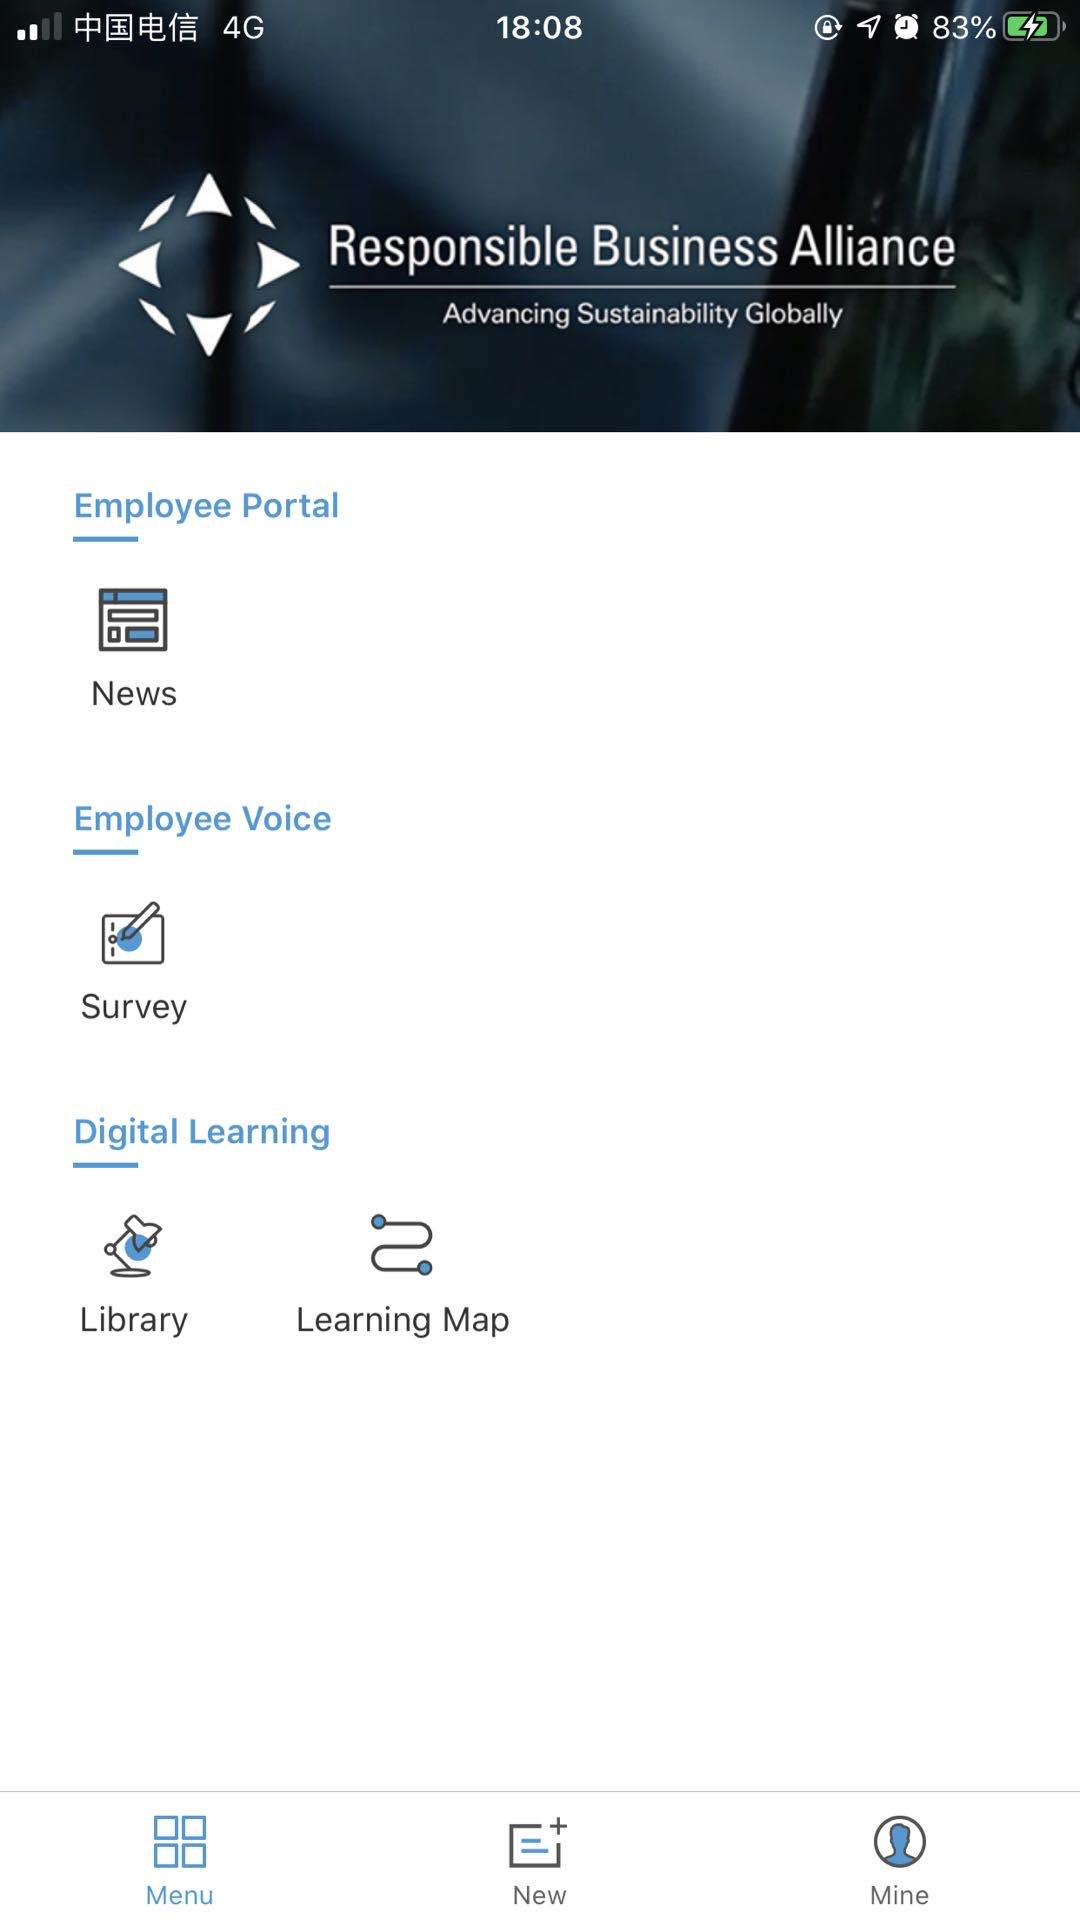 中国电信 4G 18:08 83%
Responsible Business Alliance
Advancing Sustainability Globally
Employee Portal
News
Employee Voice
Survey
Digital Learning
Library Learning Map
Menu New Mine